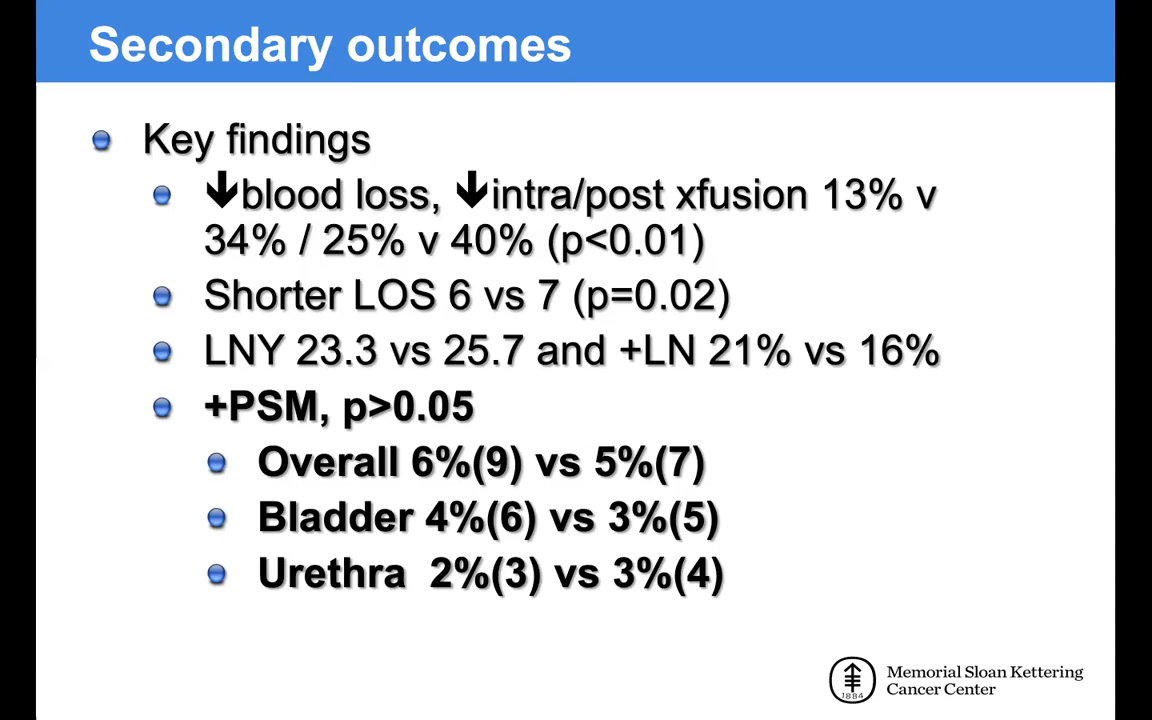 Secondary outcomes
Key findings
🡇blood loss, 🡇intra/post xfusion 13% v
34% / 25% v 40% (p<0.01)
Shorter LOS 6 vs 7 (p=0.02)
LNY 23.3 vs 25.7 and +LN 21% vs 16%
+PSM, p>0.05
Overall 6%(9) vs 5%(7)
Bladder 4%(6) vs 3%(5)
Urethra  2%(3) vs 3%(4)
1884
Memorial Sloan Kettering
Cancer Center